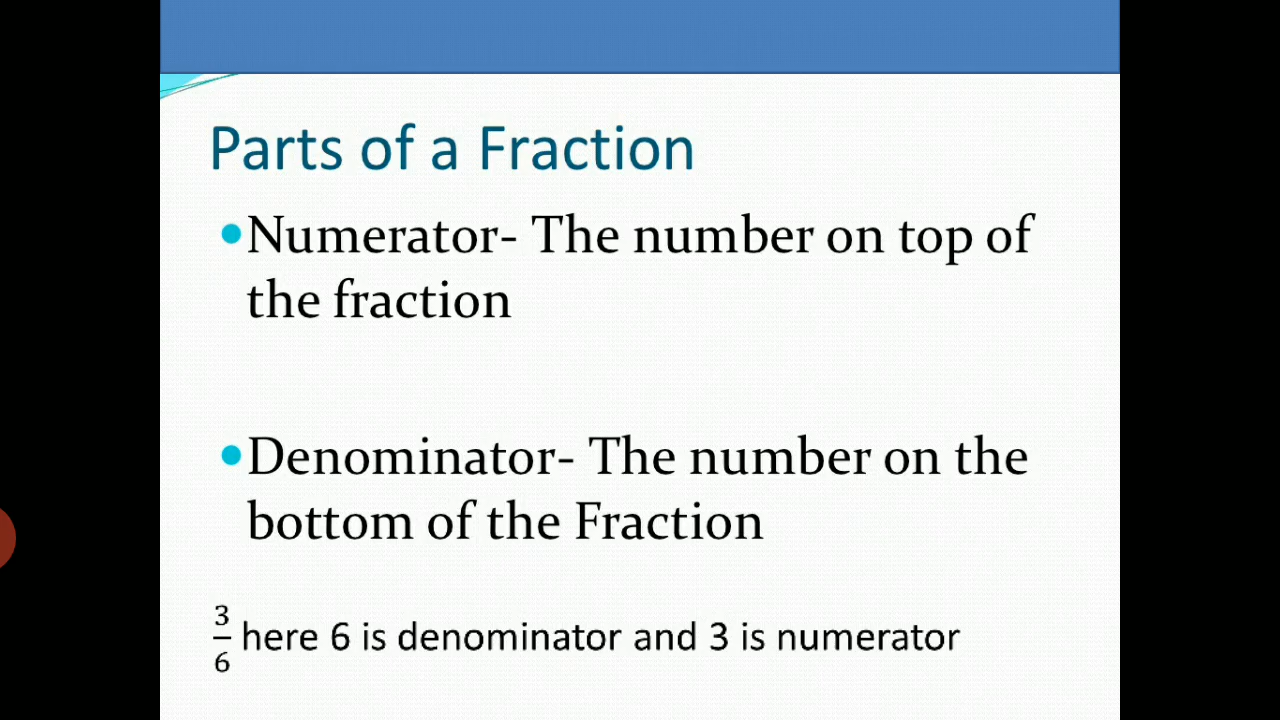 Parts of a Fraction
•Numerator- The number on top of
the fraction
•Denominator- The number on the
bottom of the Fraction
3/6 here 6 is denominator and 3 is numerator